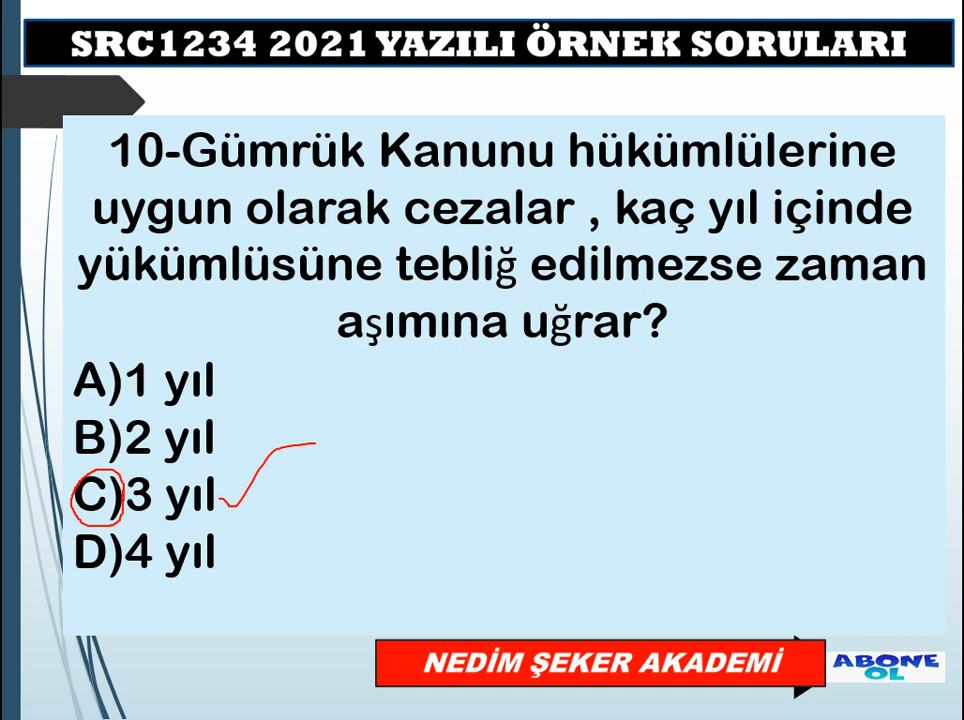 SRC1234 2021 YAZILI ÖRNEK SORULARI
10-Gümrük Kanunu hükümlülerine
uygun olarak cezalar , kaç yıl içinde
yükümlüsüne tebliğ edilmezse zaman
aşımına uğrar?
A)1 yıl
B)2 yıl
C)3 yıl
D)4 yıl
NEDİM ŞEKER AKADEMİ
ABONE
OL